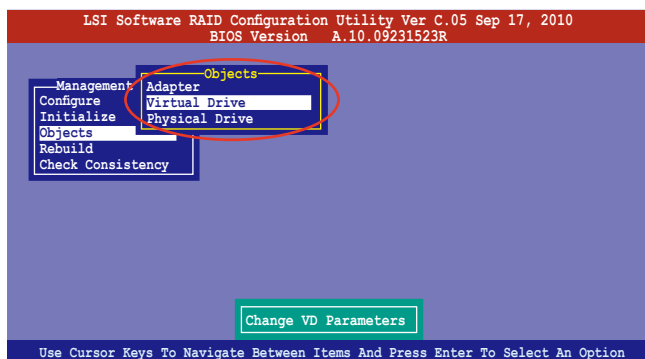 LSI Software RAID Configuration Utility Ver C.05 Sep 17, 2010
BIOS Version A.10.09231523R
Management
Configure
Initialize
Objects
Rebuild
Check Consistency
Objects
Adapter
Virtual Drive
Physical Drive
Change VD Parameters
Use Cursor Keys To Navigate Between Items And Press Enter To Select An Option